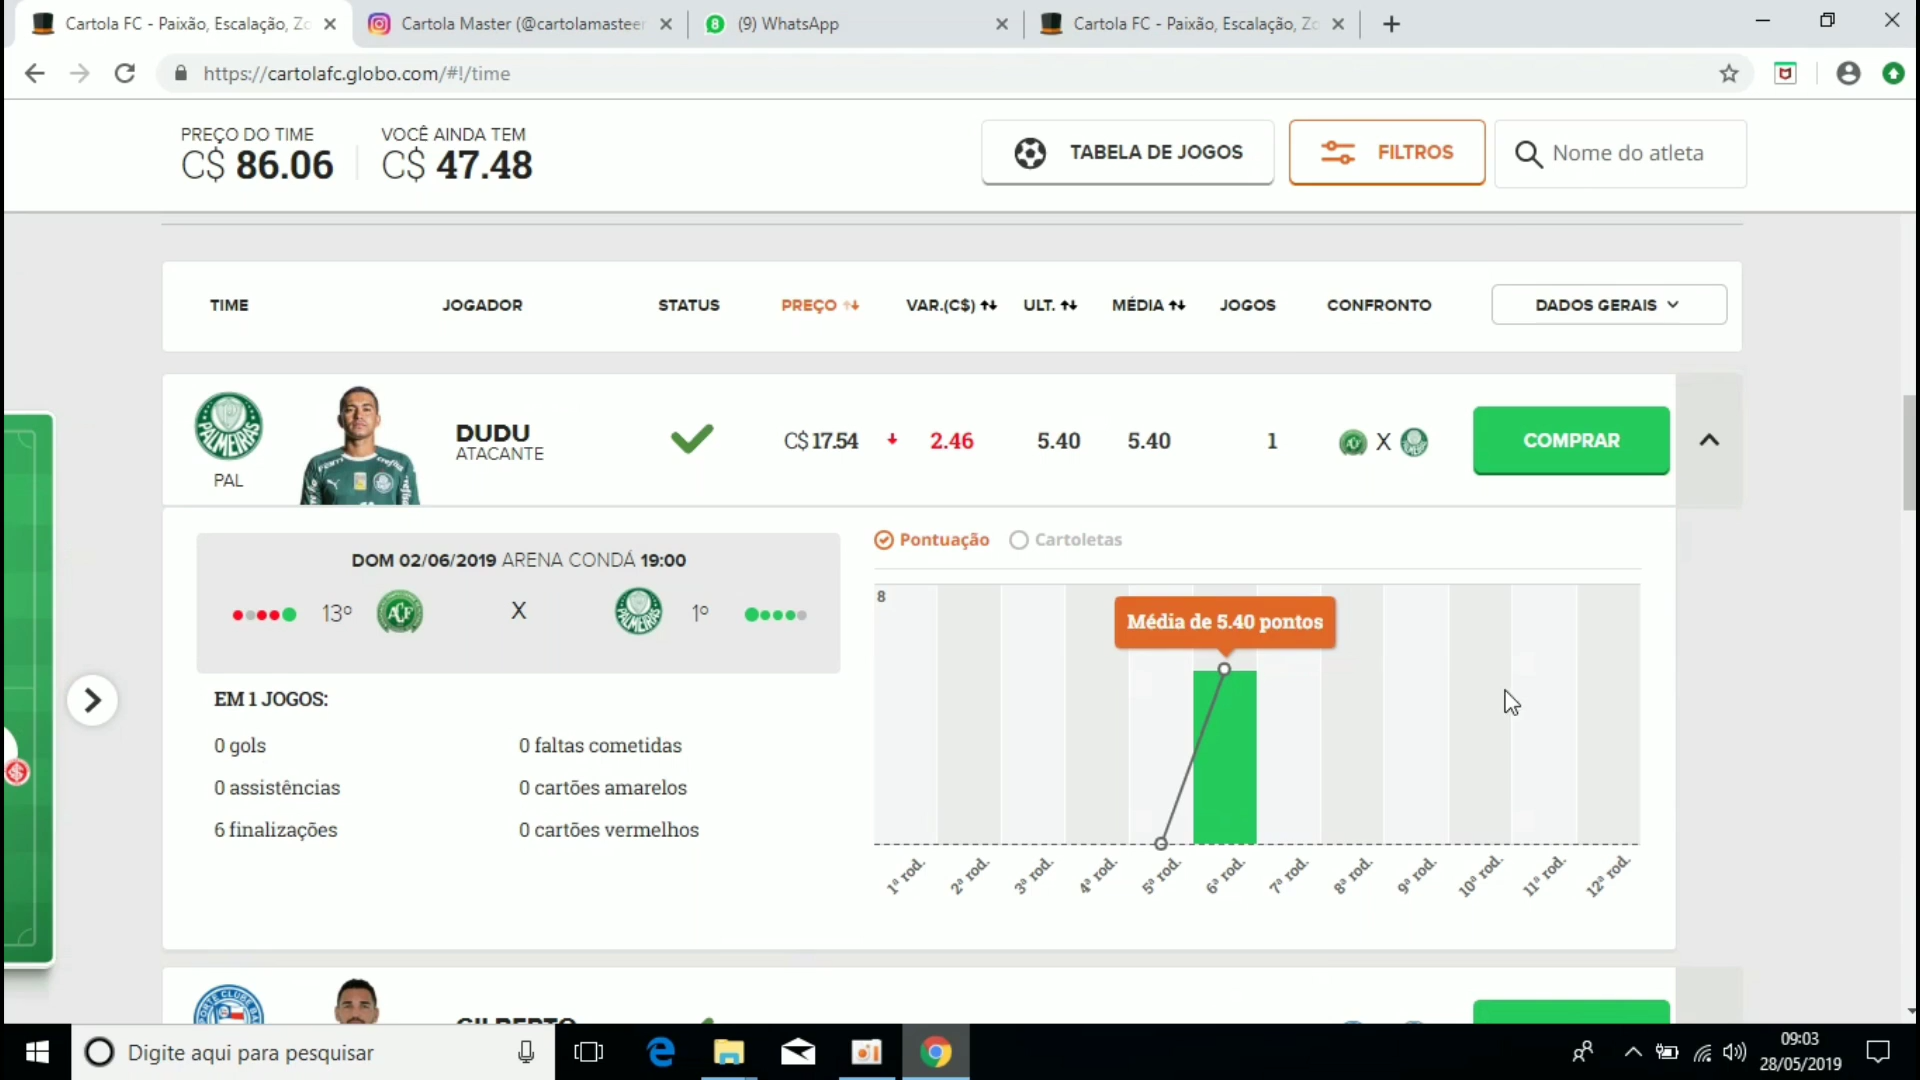 Cartola FC - Paixão, Escalação, Zo
Cartola Master (@cartolamasteer
(9) WhatsApp
Cartola FC - Paixão, Escalação, Zo
https://cartolafc.globo.com/#!/time
PREÇO DO TIME
C$ 86.06
VOCÊ AINDA TEM
C$ 47.48
TABELA DE JOGOS
FILTROS
Nome do atleta
TIME JOGADOR STATUS PREÇO VAR.(C$) ULT. MÉDIA JOGOS CONFRONTO DADOS GERAIS
PALMEIRAS
PAL
DUDU
ATACANTE
C$ 17.54 2.46 5.40 5.40 1 X COMPRAR
DOM 02/06/2019 ARENA CONDÁ 19:00
13º X 1º
EM 1 JOGOS:
0 gols
0 faltas cometidas
0 assistências
0 cartões amarelos
6 finalizações
0 cartões vermelhos
Pontuação Cartoletas
8
Média de 5.40 pontos
1ª rod. 2ª rod. 3ª rod. 4ª rod. 5ª rod. 6ª rod. 7ª rod. 8ª rod. 9ª rod. 10ª rod. 11ª rod. 12ª rod.
GILBERTO
Digite aqui para pesquisar
09:03
28/05/2019